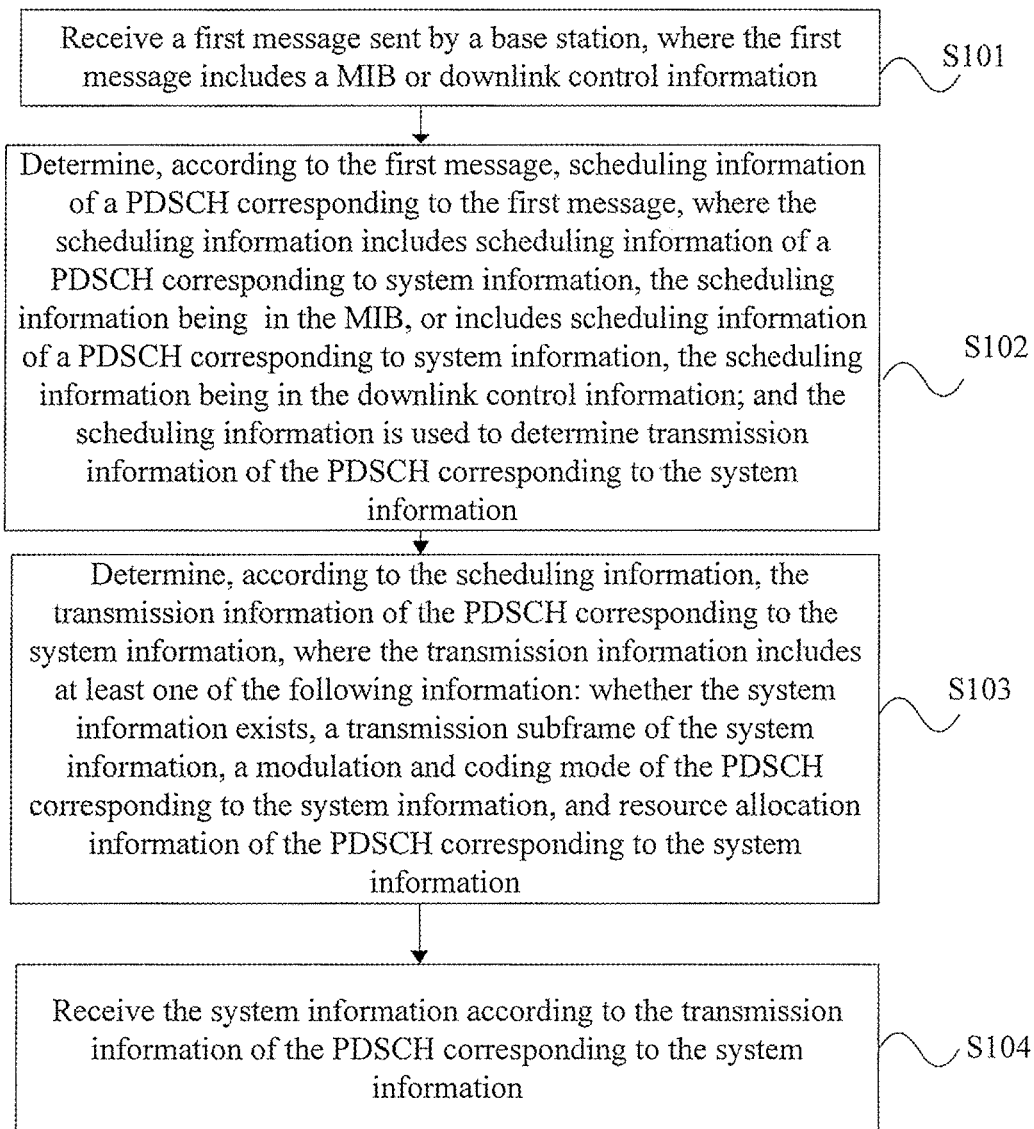 Receive a first message sent by a base station, where the first
message includes a MIB or downlink control information
S101
Determine, according to the first message, scheduling information
of a PDSCH corresponding to the first message, where the
scheduling information includes scheduling information of a
PDSCH corresponding to system information, the scheduling
information being in the MIB, or includes scheduling information
of a PDSCH corresponding to system information, the scheduling
information being in the downlink control information; and the
scheduling information is used to determine transmission
information of the PDSCH corresponding to the system
information
S102
Determine, according to the scheduling information, the
transmission information of the PDSCH corresponding to the
system information, where the transmission information includes
at least one of the following information: whether the system
information exists, a transmission subframe of the system
information, a modulation and coding mode of the PDSCH
corresponding to the system information, and resource allocation
information of the PDSCH corresponding to the system
information
S103
Receive the system information according to the transmission
information of the PDSCH corresponding to the system
information
S104